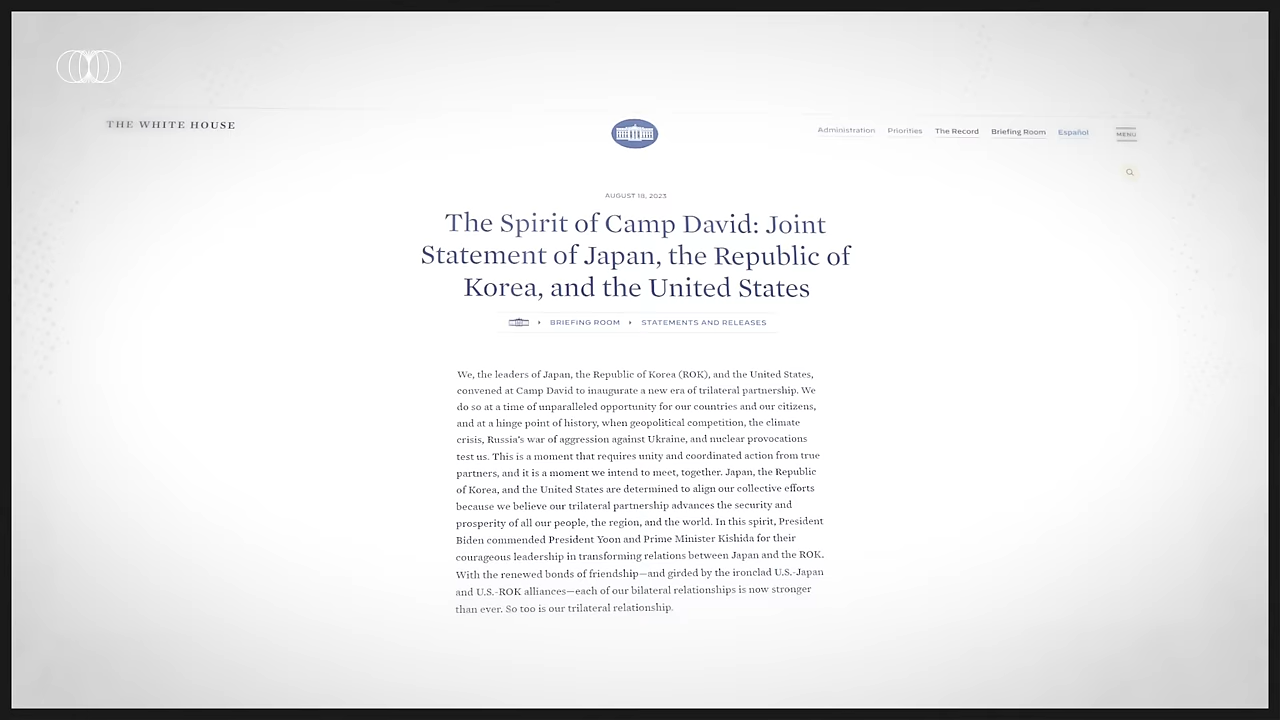 THE WHITE HOUSE
Administration Priorities The Record Briefing Room Español MENU
AUGUST 18, 2023
The Spirit of Camp David: Joint
Statement of Japan, the Republic of
Korea, and the United States
BRIEFING ROOM STATEMENTS AND RELEASES
We, the leaders of Japan, the Republic of Korea (ROK), and the United States,
convened at Camp David to inaugurate a new era of trilateral partnership. We
do so at a time of unparalleled opportunity for our countries and our citizens,
and at a hinge point of history, when geopolitical competition, the climate
crisis, Russia's war of aggression against Ukraine, and nuclear provocations
test us. This is a moment that requires unity and coordinated action from true
partners, and it is a moment we intend to meet, together. Japan, the Republic
of Korea, and the United States are determined to align our collective efforts
because we believe our trilateral partnership advances the security and
prosperity of all our people, the region, and the world. In this spirit, President
Biden commended President Yoon and Prime Minister Kishida for their
courageous leadership in transforming relations between Japan and the ROK.
With the renewed bonds of friendship—and girded by the ironclad U.S.-Japan
and U.S.-ROK alliances—each of our bilateral relationships is now stronger
than ever. So too is our trilateral relationship.